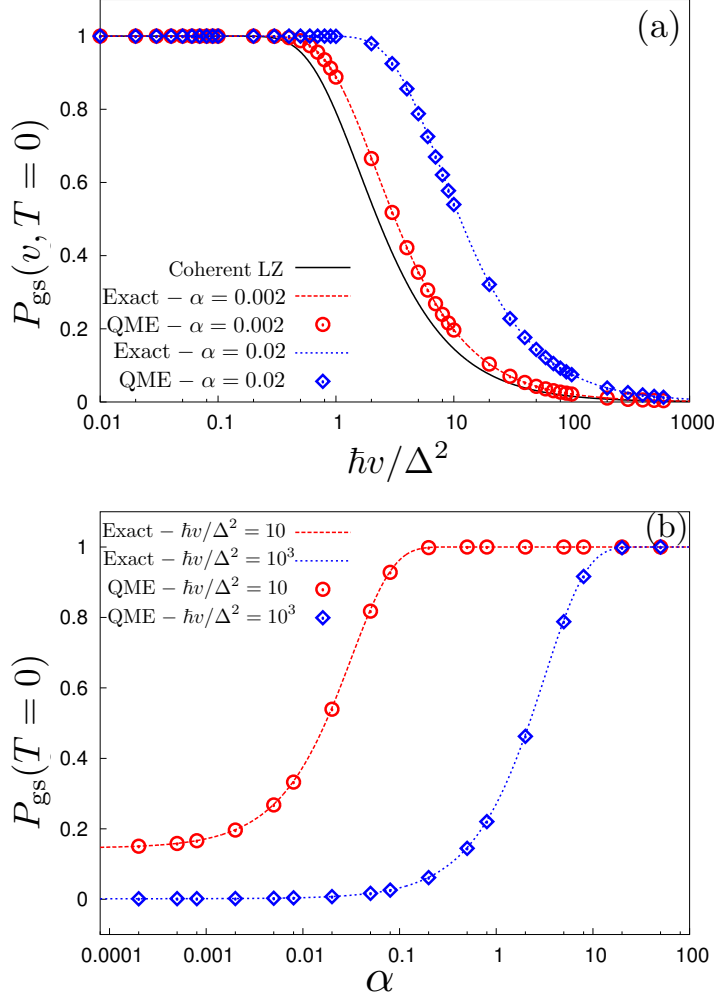 (a)
P_gs(v, T = 0)
1
0.8
0.6
0.4
0.2
0
Coherent LZ
Exact − α = 0.002
QME − α = 0.002
Exact − α = 0.02
QME − α = 0.02
0.01 0.1 1 10 100 1000
ħv/Δ²
(b)
P_gs(T = 0)
Exact − ħv/Δ² = 10
Exact − ħv/Δ² = 10³
QME − ħv/Δ² = 10
QME − ħv/Δ² = 10³
1
0.8
0.6
0.4
0.2
0
0.0001 0.001 0.01 0.1 1 10 100
α